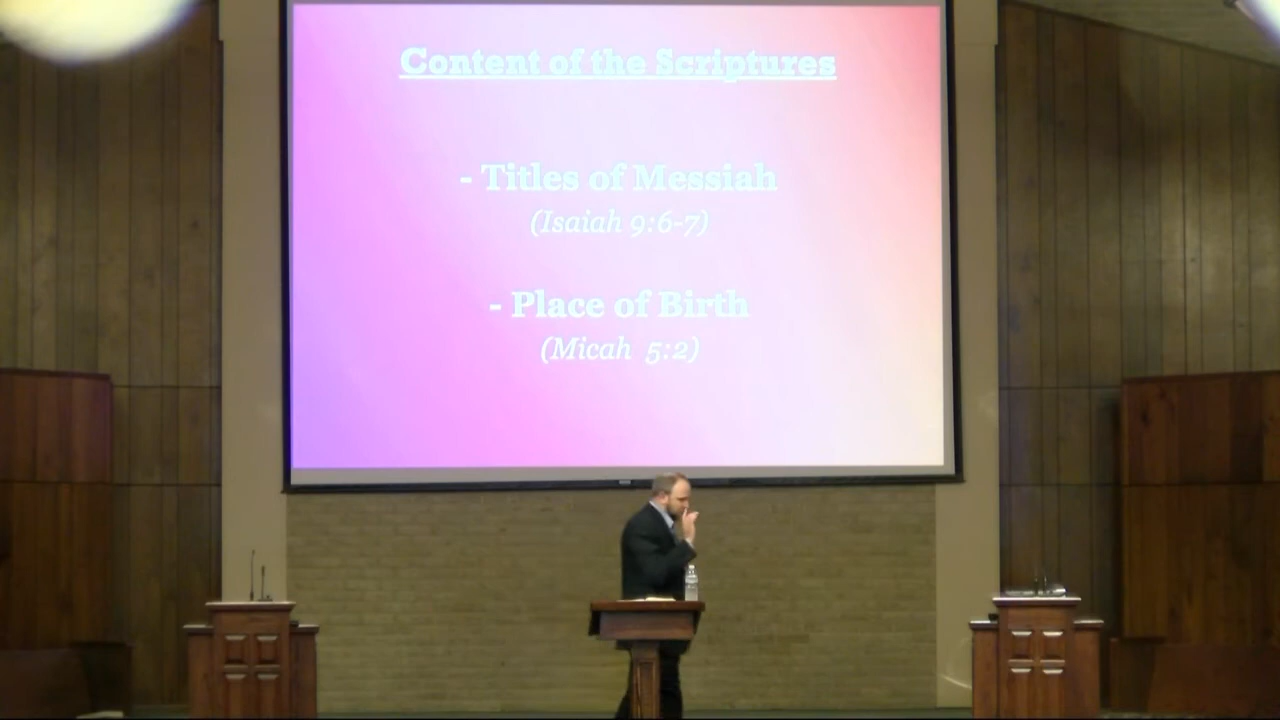 Content of the Scriptures
- Titles of Messiah
(Isaiah 9:6-7)
- Place of Birth
(Micah 5:2)